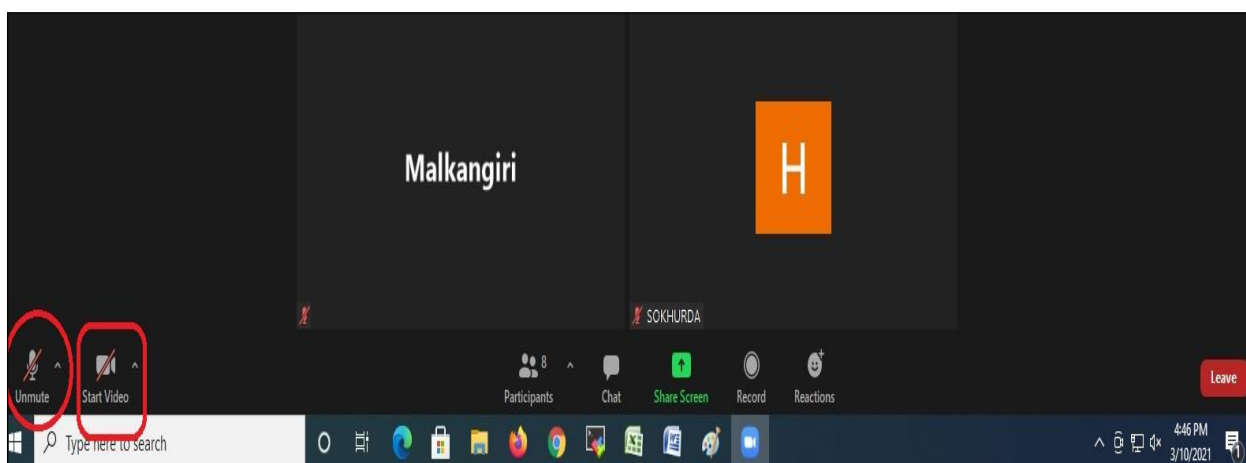 Malkangiri
H
SOKHURDA
Unmute
Start Video
8
Participants
Chat
Share Screen
Record
Reactions
Leave
Type here to search
4:46 PM
3/10/2021
1